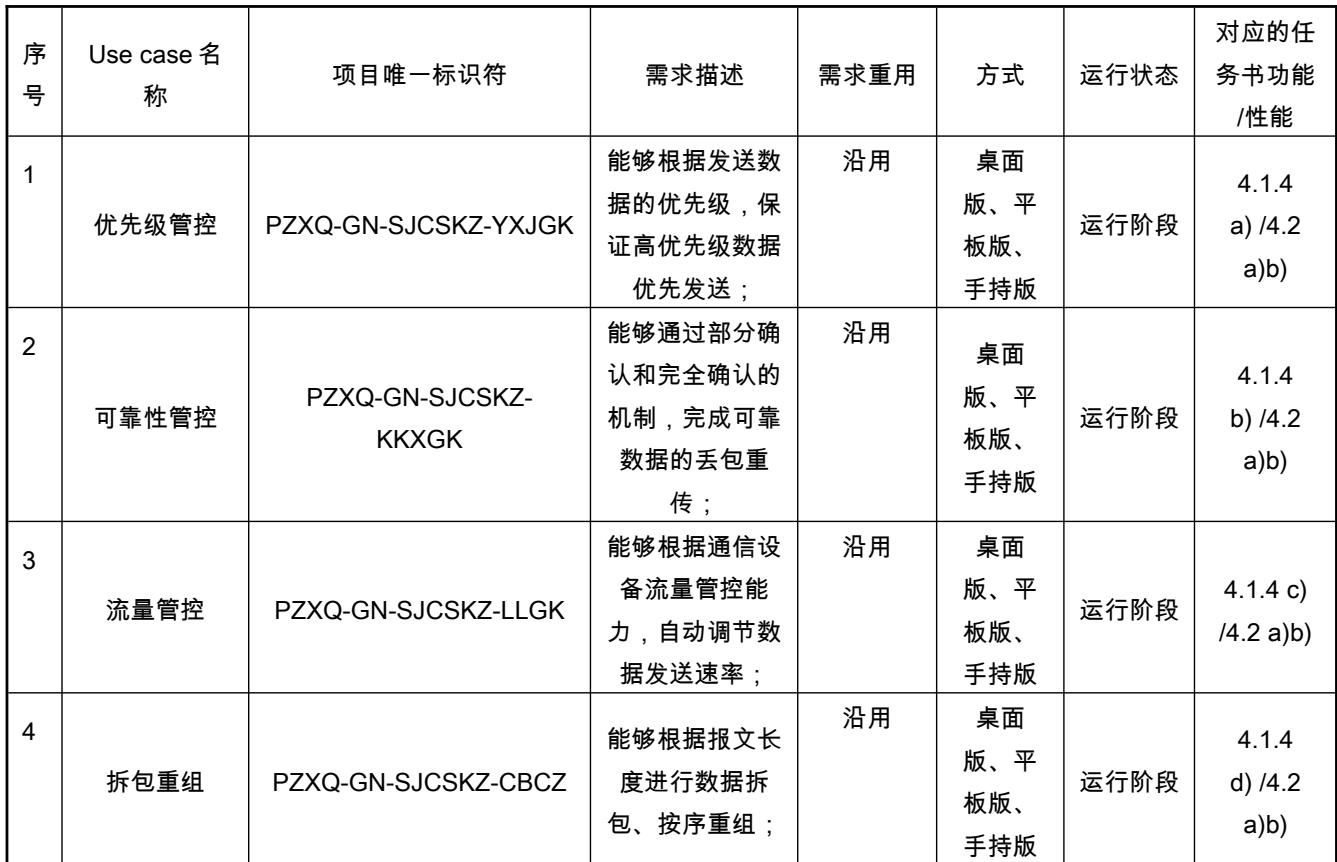 序号
Use case 名称
项目唯一标识符
需求描述
需求重用
方式
运行状态
对应的任务书功能/性能
1
优先级管控
PZXQ-GN-SJCSKZ-YXJGK
能够根据发送数
据的优先级，保
证高优先级数据
优先发送；
沿用
桌面
版、平
板版、
手持版
运行阶段
4.1.4
a) /4.2
a)b)
2
可靠性管控
PZXQ-GN-SJCSKZ-
KKXGK
能够通过部分确
认和完全确认的
机制，完成可靠
数据的丢包重
传；
沿用
桌面
版、平
板版、
手持版
运行阶段
4.1.4
b) /4.2
a)b)
3
流量管控
PZXQ-GN-SJCSKZ-LLGK
能够根据通信设
备流量管控能
力，自动调节数
据发送速率；
沿用
桌面
版、平
板版、
手持版
运行阶段
4.1.4 c)
/4.2 a)b)
4
拆包重组
PZXQ-GN-SJCSKZ-CBCZ
能够根据报文长
度进行数据拆
包、按序重组；
沿用
桌面
版、平
板版、
手持版
运行阶段
4.1.4
d) /4.2
a)b)